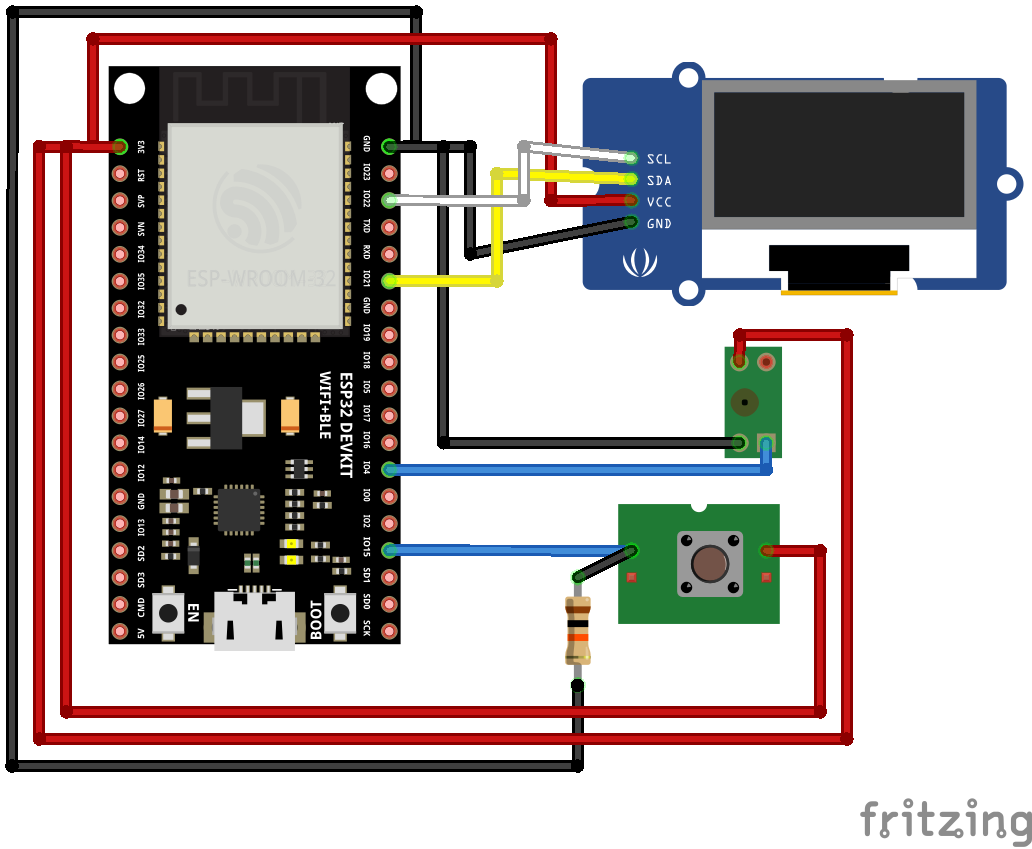 3V3
RST
SVP
SVN
IO34
IO35
IO32
IO33
IO25
IO26
IO27
IO14
IO12
GND
IO13
SD2
SD3
CMD
5V
GND
IO23
IO22
TXD
RXD
IO21
GND
IO19
IO18
IO5
IO17
IO16
IO4
IO0
IO2
IO15
SD1
SD0
SCK
ESP-WROOM-32
ESP32 DEVKIT
WIFI+BLE
EN
BOOT
SCL
SDA
VCC
GND
fritzing